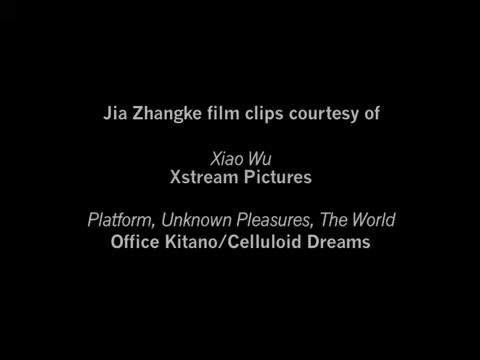 Jia Zhangke film clips courtesy of
Xiao Wu
Xstream Pictures
Platform, Unknown Pleasures, The World
Office Kitano/Celluloid Dreams